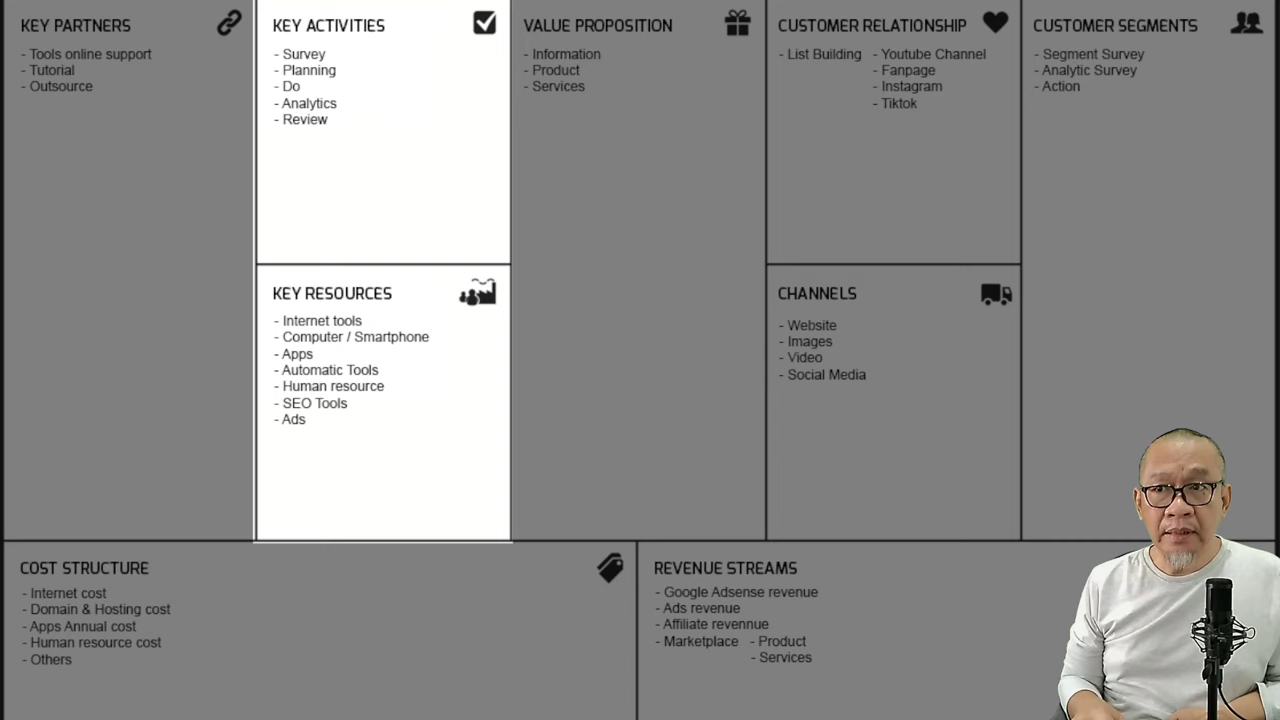 KEY PARTNERS
- Tools online support
- Tutorial
- Outsource
KEY ACTIVITIES
- Survey
- Planning
- Do
- Analytics
- Review
KEY RESOURCES
- Internet tools
- Computer / Smartphone
- Apps
- Automatic Tools
- Human resource
- SEO Tools
- Ads
VALUE PROPOSITION
- Information
- Product
- Services
CUSTOMER RELATIONSHIP
- List Building - Youtube Channel
- Fanpage
- Instagram
- Tiktok
CHANNELS
- Website
- Images
- Video
- Social Media
CUSTOMER SEGMENTS
- Segment Survey
- Analytic Survey
- Action
COST STRUCTURE
- Internet cost
- Domain & Hosting cost
- Apps Annual cost
- Human resource cost
- Others
REVENUE STREAMS
- Google Adsense revenue
- Ads revenue
- Affiliate revennue
- Marketplace - Product
- Services